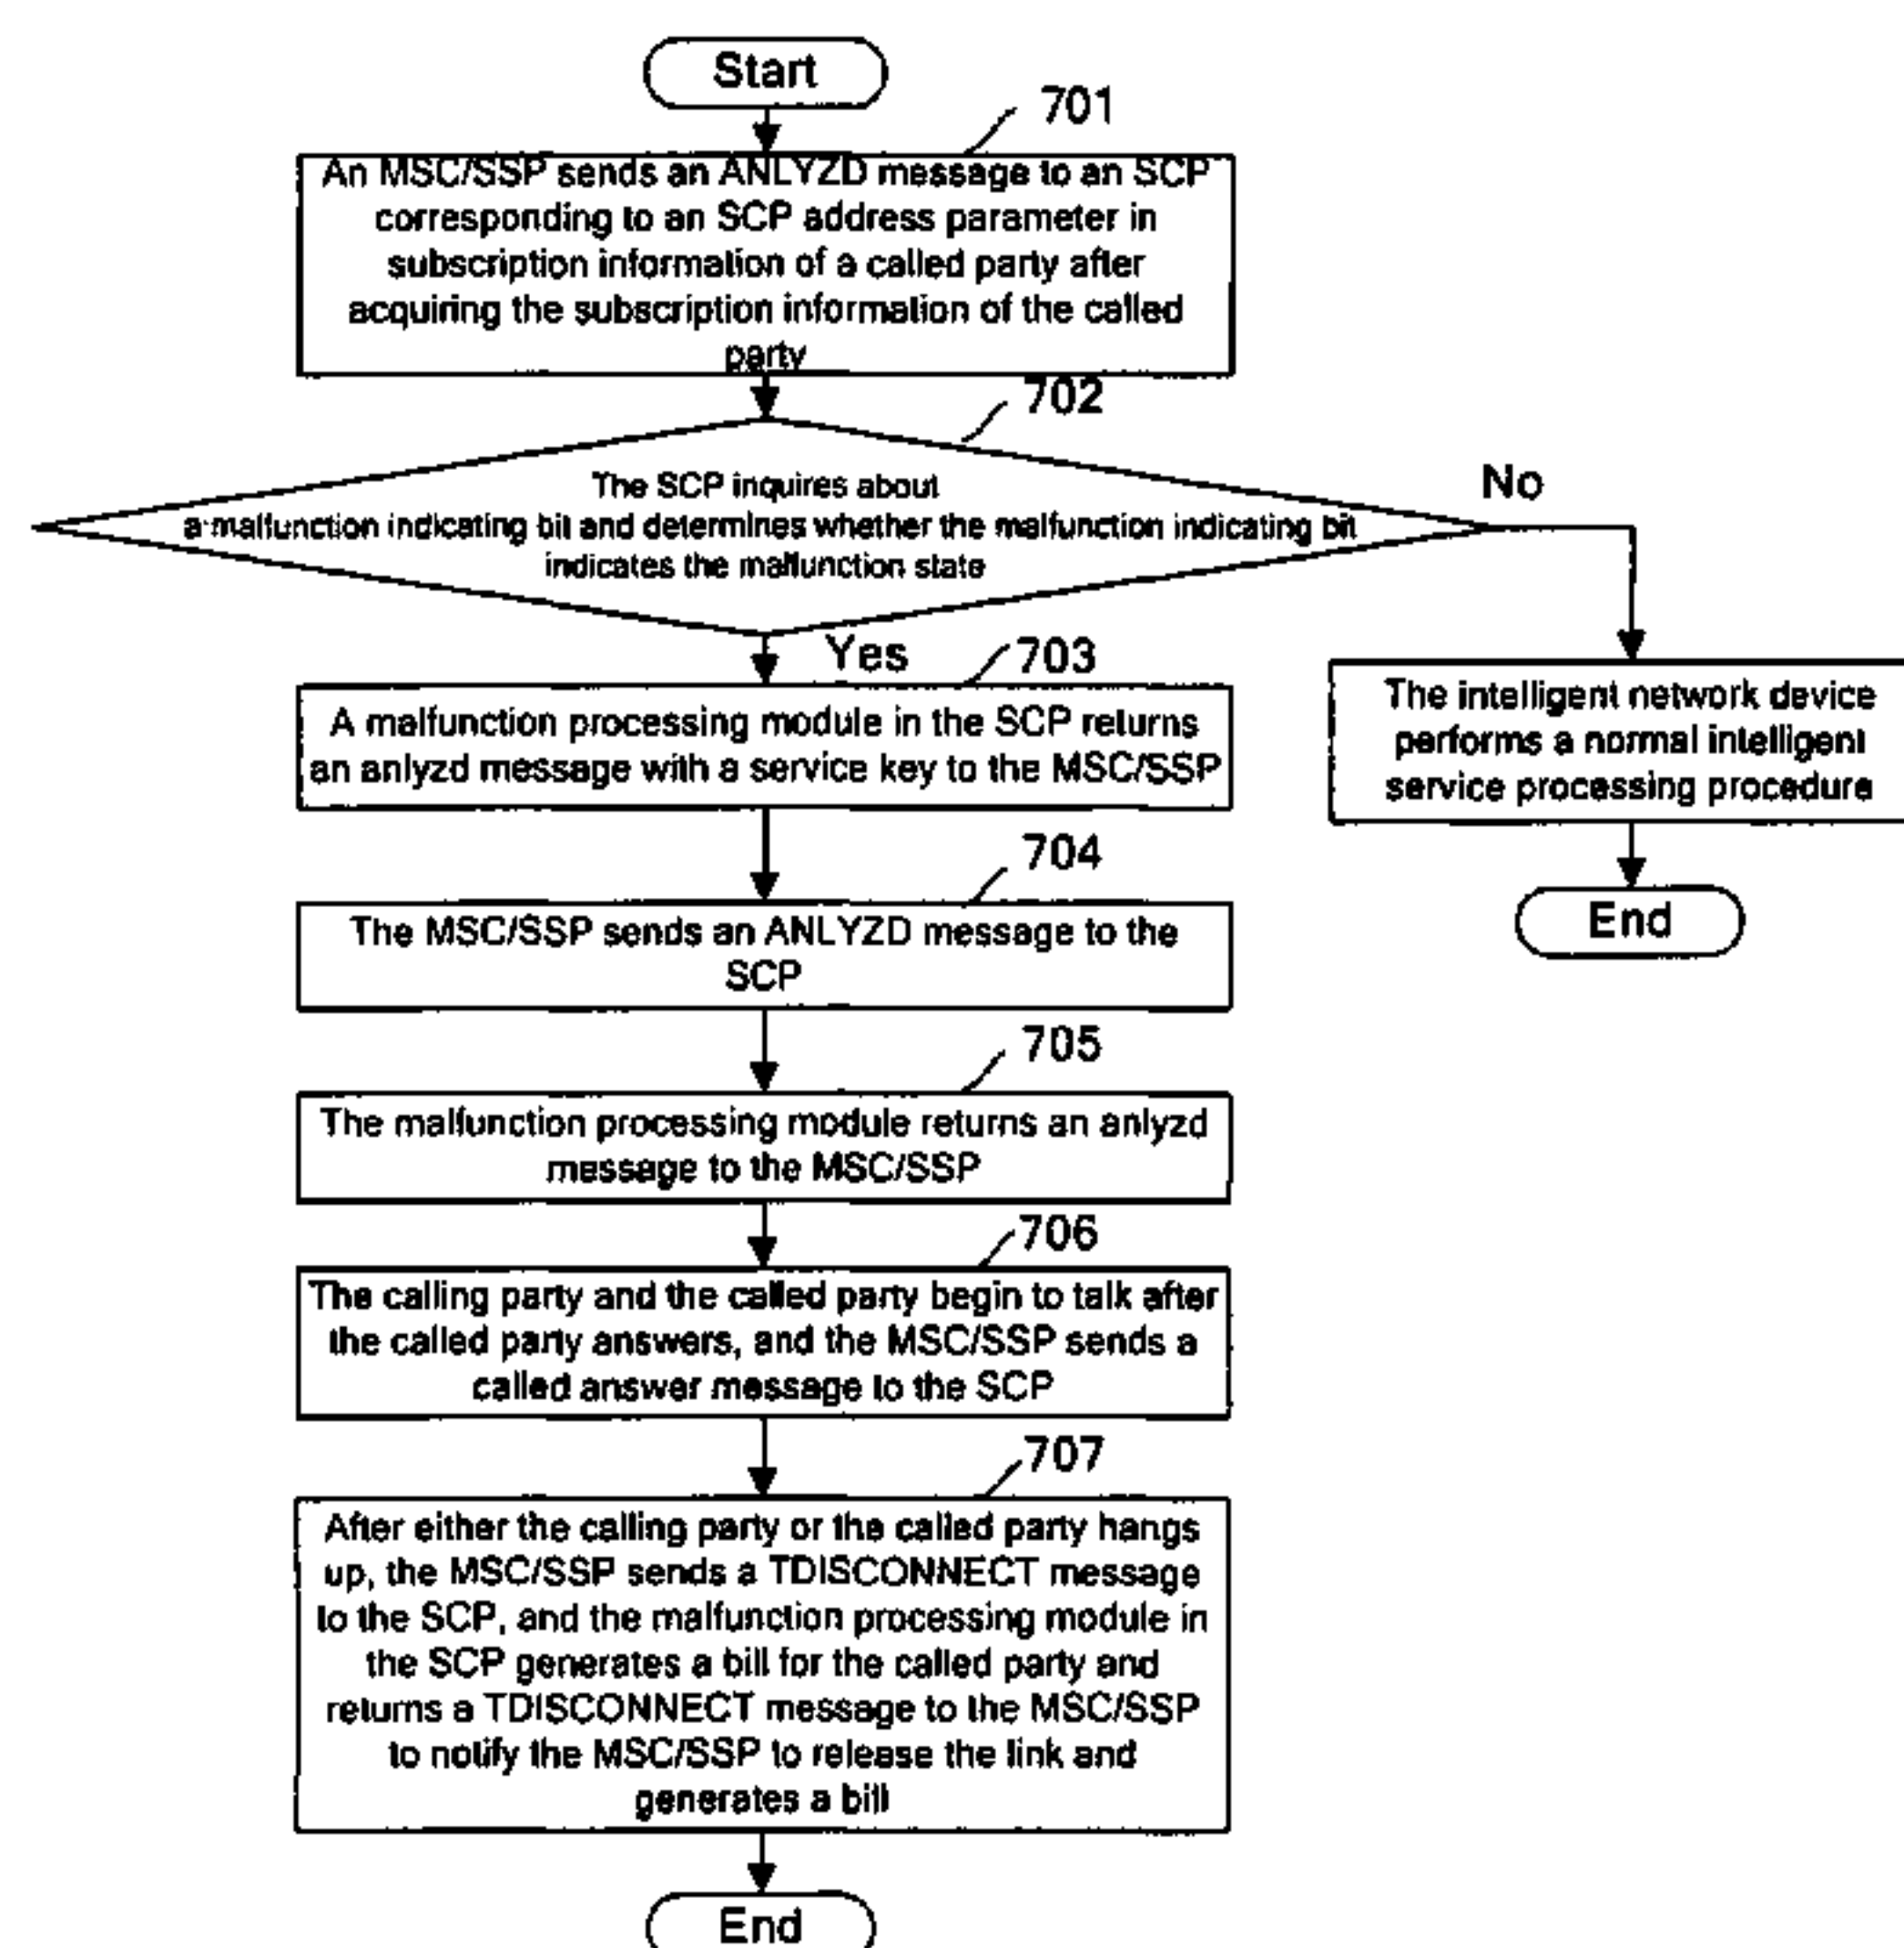 Start
701
An MSC/SSP sends an ANLYZD message to an SCP
corresponding to an SCP address parameter in
subscription information of a called party after
acquiring the subscription information of the called
party
702
The SCP inquires about
a malfunction indicating bit and determines whether the malfunction indicating bit
indicates the malfunction state
No
Yes
703
A malfunction processing module in the SCP returns
an anlyzd message with a service key to the MSC/SSP
The intelligent network device
performs a normal intelligent
service processing procedure
End
704
The MSC/SSP sends an ANLYZD message to the
SCP
705
The malfunction processing module returns an anlyzd
message to the MSC/SSP
706
The calling party and the called party begin to talk after
the called party answers, and the MSC/SSP sends a
called answer message to the SCP
707
After either the calling party or the called party hangs
up, the MSC/SSP sends a TDISCONNECT message
to the SCP, and the malfunction processing module in
the SCP generates a bill for the called party and
returns a TDISCONNECT message to the MSC/SSP
to notify the MSC/SSP to release the link and
generates a bill
End